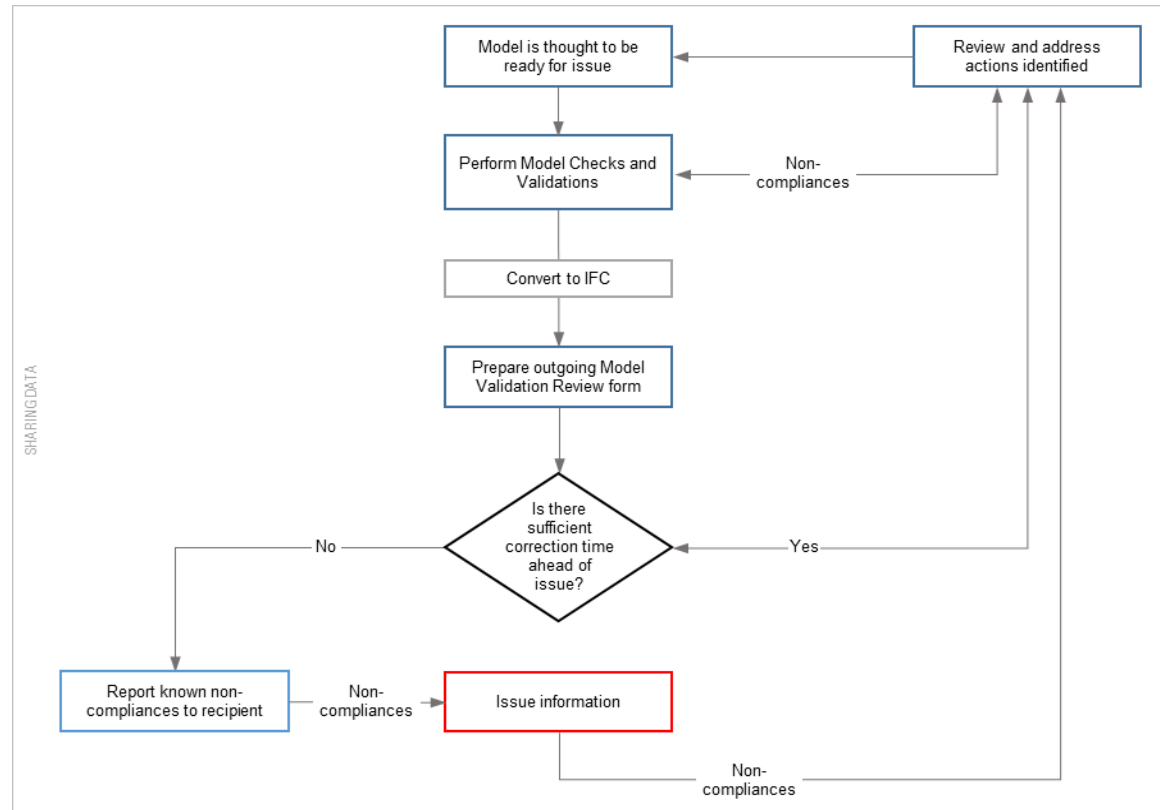 Model is thought to be
ready for issue
Review and address
actions identified
Perform Model Checks and
Validations
Non-
compliances
Convert to IFC
Prepare outgoing Model
Validation Review form
SHARING DATA
Is there
sufficient
correction time
ahead of
issue?
No
Yes
Report known non-
compliances to recipient
Non-
compliances
Issue information
Non-
compliances